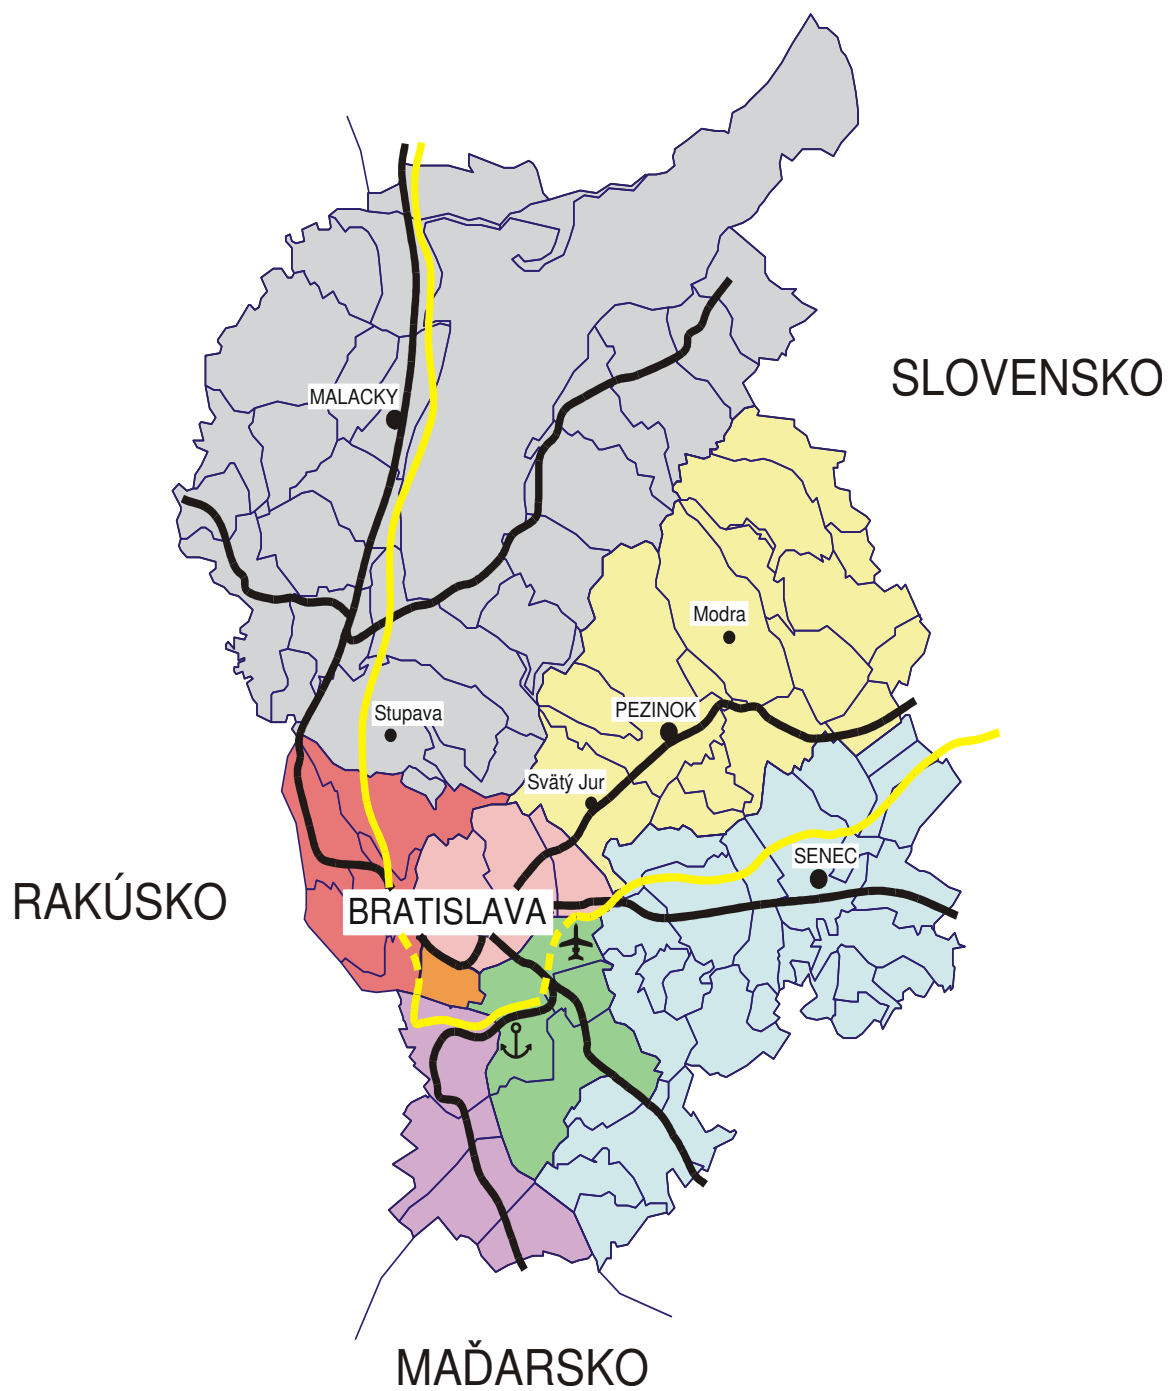 SLOVENSKO
MALACKY
Modra
Stupava
PEZINOK
Svätý Jur
SENEC
RAKÚSKO
BRATISLAVA
MAĎARSKO